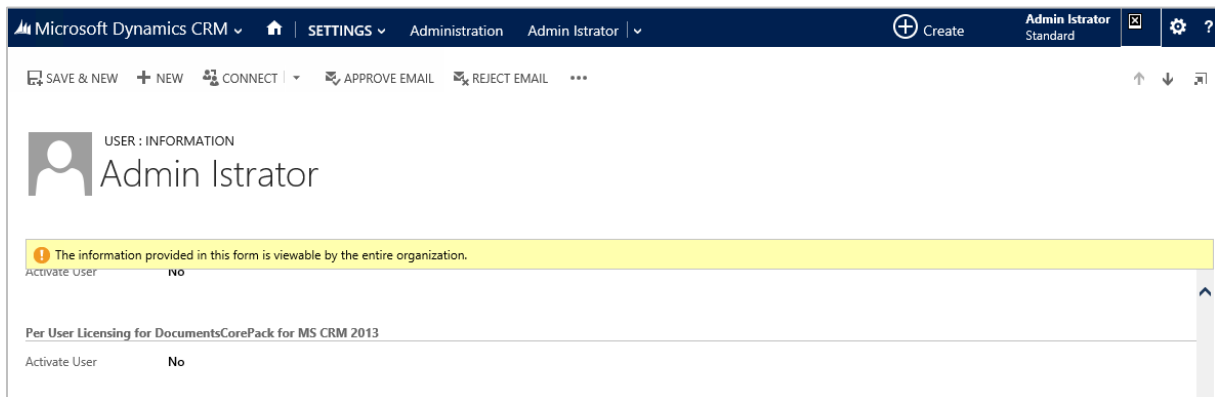 Microsoft Dynamics CRM SETTINGS Administration Admin Istrator Create Admin Istrator ?
Standard
SAVE & NEW NEW CONNECT APPROVE EMAIL REJECT EMAIL •••
USER : INFORMATION
Admin Istrator
The information provided in this form is viewable by the entire organization.
Activate User No
Per User Licensing for DocumentsCorePack for MS CRM 2013
Activate User No